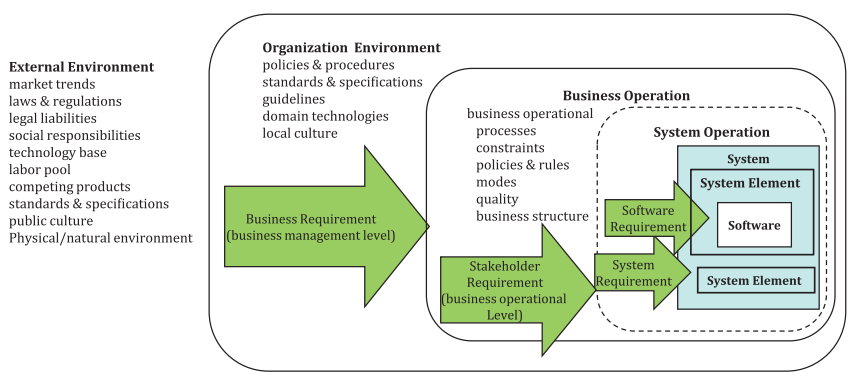 External Environment
market trends
laws & regulations
legal liabilities
social responsibilities
technology base
labor pool
competing products
standards & specifications
public culture
Physical/natural environment
Organization Environment
policies & procedures
standards & specifications
guidelines
domain technologies
local culture
Business Requirement
(business management level)
Business Operation
business operational
processes
constraints
policies & rules
modes
quality
business structure
Stakeholder
Requirement
(business operational
Level)
System Operation
System
System Element
Software
Software
Requirement
System
Requirement
System Element